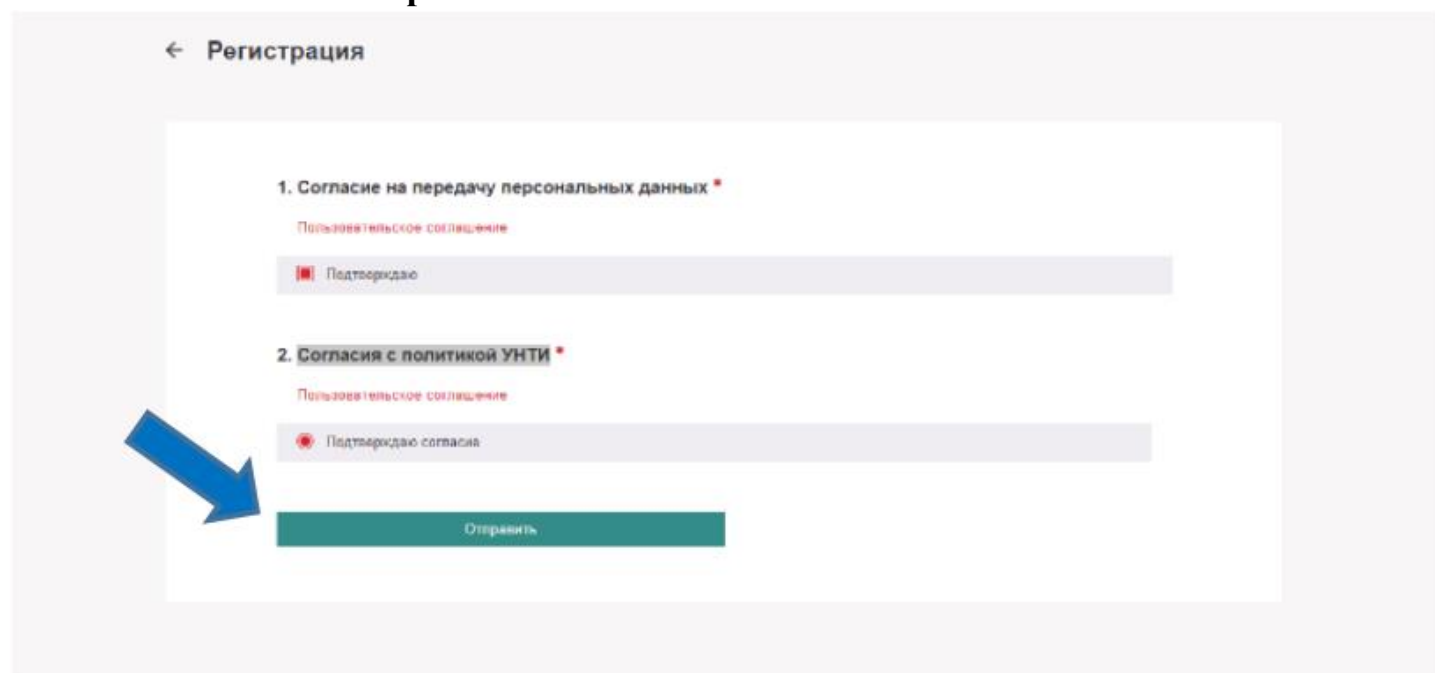 ← Регистрация
1. Согласие на передачу персональных данных *
Пользовательское соглашение
Подтверждаю
2. Согласия с политикой УНТИ *
Пользовательское соглашение
Подтверждаю согласия
Отправить